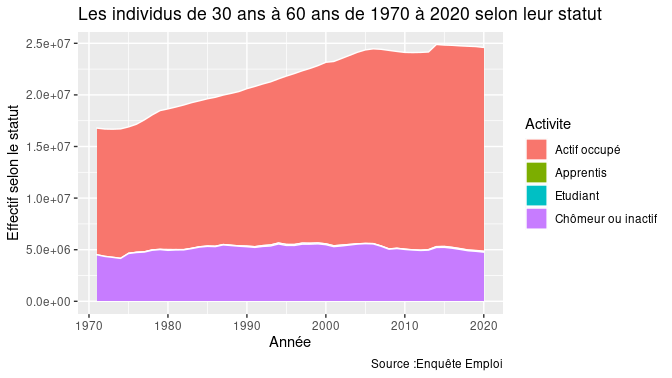 Les individus de 30 ans à 60 ans de 1970 à 2020 selon leur statut
Effectif selon le statut
2.5e+07
2.0e+07
1.5e+07
1.0e+07
5.0e+06
0.0e+00
1970 1980 1990 2000 2010 2020
Année
Activite
Actif occupé
Apprentis
Etudiant
Chômeur ou inactif
Source :Enquête Emploi